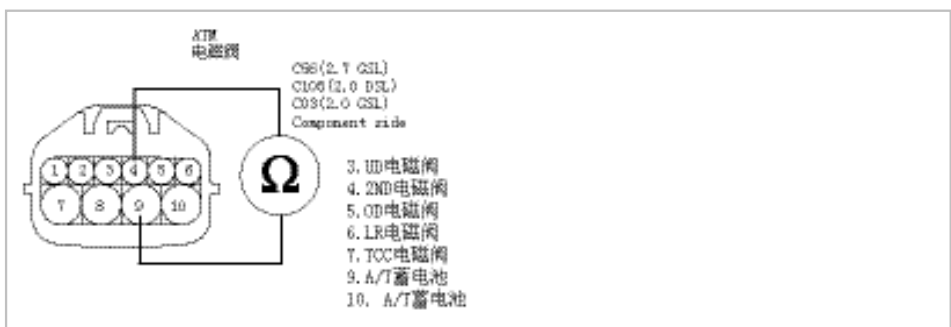 ATM
电磁阀
C56(2.7 GSL)
C106(2.0 DSL)
C03(2.0 GSL)
Component side
1 2 3 4 5 6
7 8 9 10
Ω
3.UD电磁阀
4.2ND电磁阀
5.OD电磁阀
6.LR电磁阀
7.TCC电磁阀
9.A/T蓄电池
10. A/T蓄电池